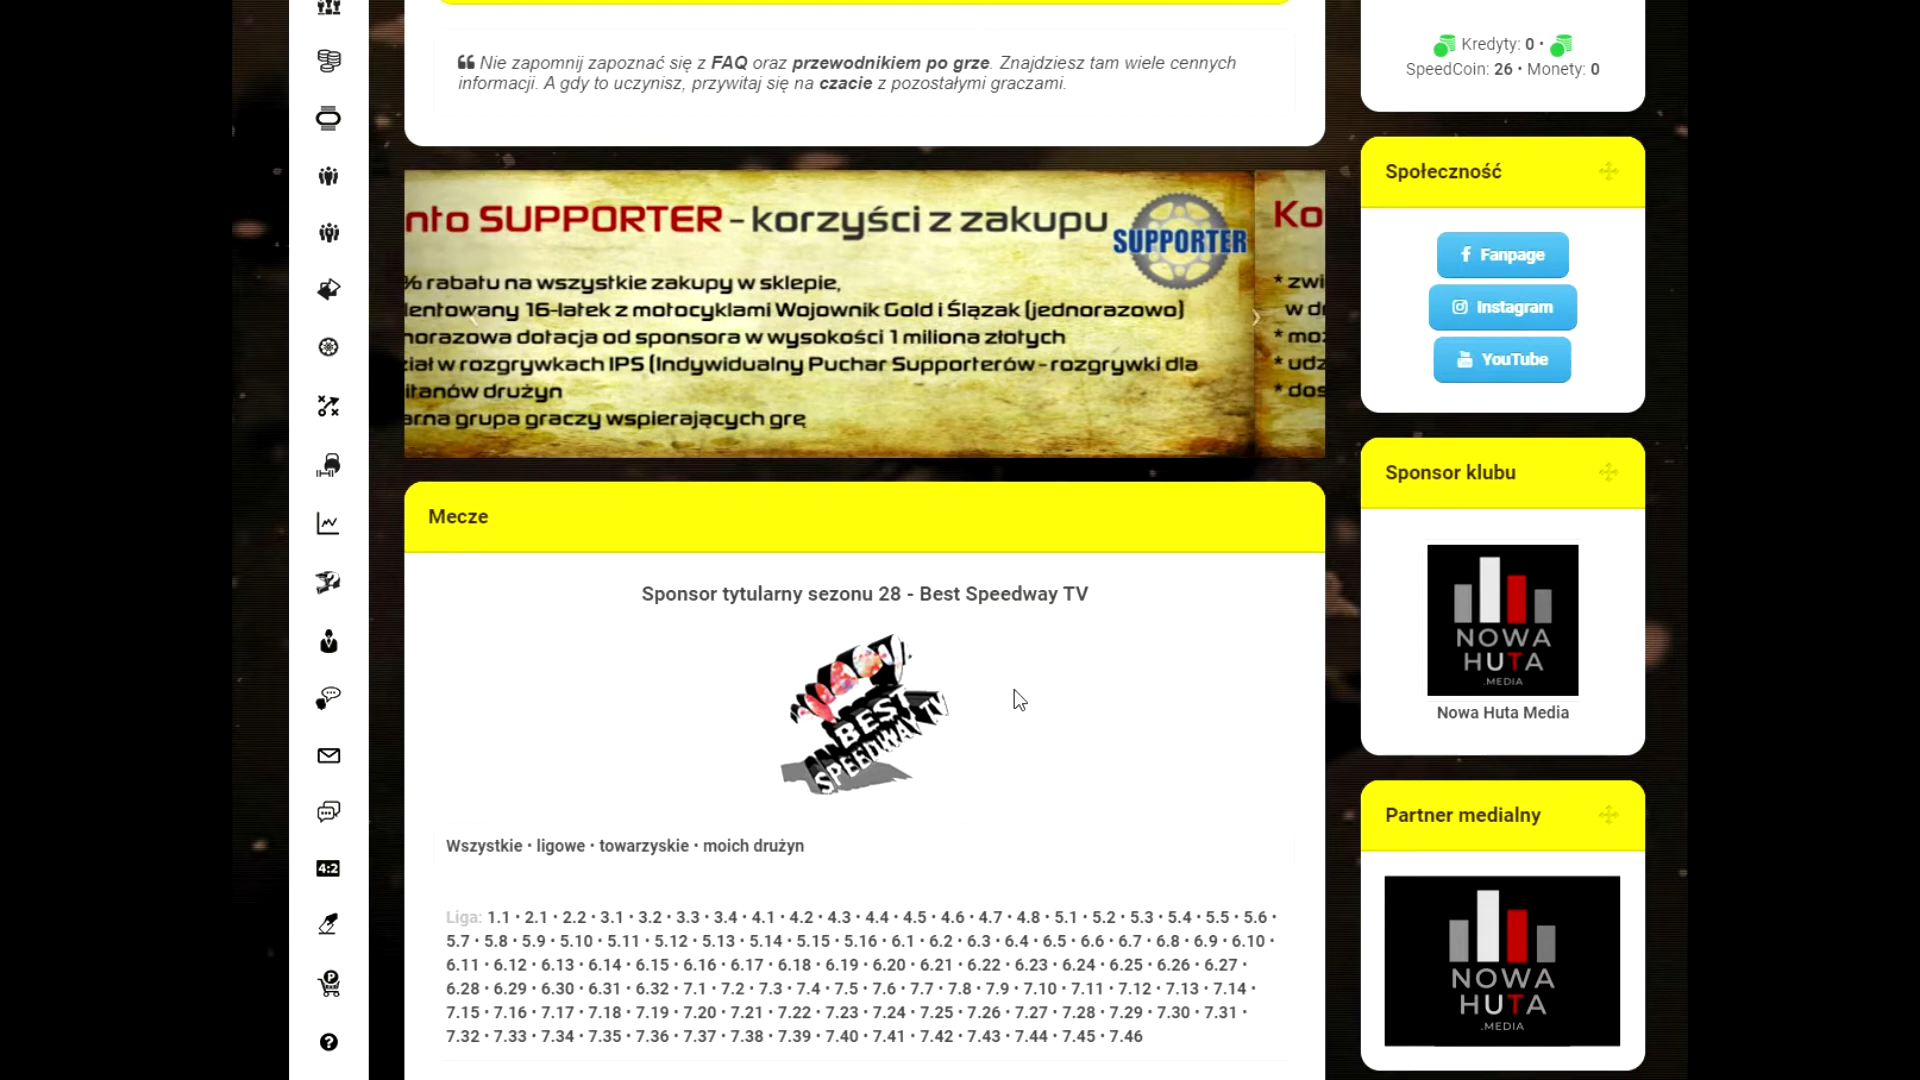 Nie zapomnij zapoznać się z FAQ oraz przewodnikiem po grze. Znajdziesz tam wiele cennych
informacji. A gdy to uczynisz, przywitaj się na czacie z pozostałymi graczami.
Kredyty: 0 •
SpeedCoin: 26 • Monety: 0
nto SUPPORTER - korzyści z zakupu
SUPPORTER
% rabatu na wszystkie zakupy w sklepie,
lentowany 16-latek z motocyklami Wojownik Gold i Ślązak (jednorazowo)
norazowa dotacja od sponsora w wysokości 1 miliona złotych
ział w rozgrywkach IPS (Indywidualny Puchar Supporterów - rozgrywki dla
itanów drużyn
arna grupa graczy wspierających grę
Ko
* zwi
w d
* moż
* udz
* dos
Społeczność
Fanpage
Instagram
YouTube
Sponsor klubu
NOWA
HUTA
.MEDIA
Nowa Huta Media
Partner medialny
NOWA
HUTA
.MEDIA
Mecze
Sponsor tytularny sezonu 28 - Best Speedway TV
BEST
SPEEDWAY TV
Wszystkie • ligowe • towarzyskie • moich drużyn
Liga: 1.1 • 2.1 • 2.2 • 3.1 • 3.2 • 3.3 • 3.4 • 4.1 • 4.2 • 4.3 • 4.4 • 4.5 • 4.6 • 4.7 • 4.8 • 5.1 • 5.2 • 5.3 • 5.4 • 5.5 • 5.6 •
5.7 • 5.8 • 5.9 • 5.10 • 5.11 • 5.12 • 5.13 • 5.14 • 5.15 • 5.16 • 6.1 • 6.2 • 6.3 • 6.4 • 6.5 • 6.6 • 6.7 • 6.8 • 6.9 • 6.10 •
6.11 • 6.12 • 6.13 • 6.14 • 6.15 • 6.16 • 6.17 • 6.18 • 6.19 • 6.20 • 6.21 • 6.22 • 6.23 • 6.24 • 6.25 • 6.26 • 6.27 •
6.28 • 6.29 • 6.30 • 6.31 • 6.32 • 7.1 • 7.2 • 7.3 • 7.4 • 7.5 • 7.6 • 7.7 • 7.8 • 7.9 • 7.10 • 7.11 • 7.12 • 7.13 • 7.14 •
7.15 • 7.16 • 7.17 • 7.18 • 7.19 • 7.20 • 7.21 • 7.22 • 7.23 • 7.24 • 7.25 • 7.26 • 7.27 • 7.28 • 7.29 • 7.30 • 7.31 •
7.32 • 7.33 • 7.34 • 7.35 • 7.36 • 7.37 • 7.38 • 7.39 • 7.40 • 7.41 • 7.42 • 7.43 • 7.44 • 7.45 • 7.46
4:2